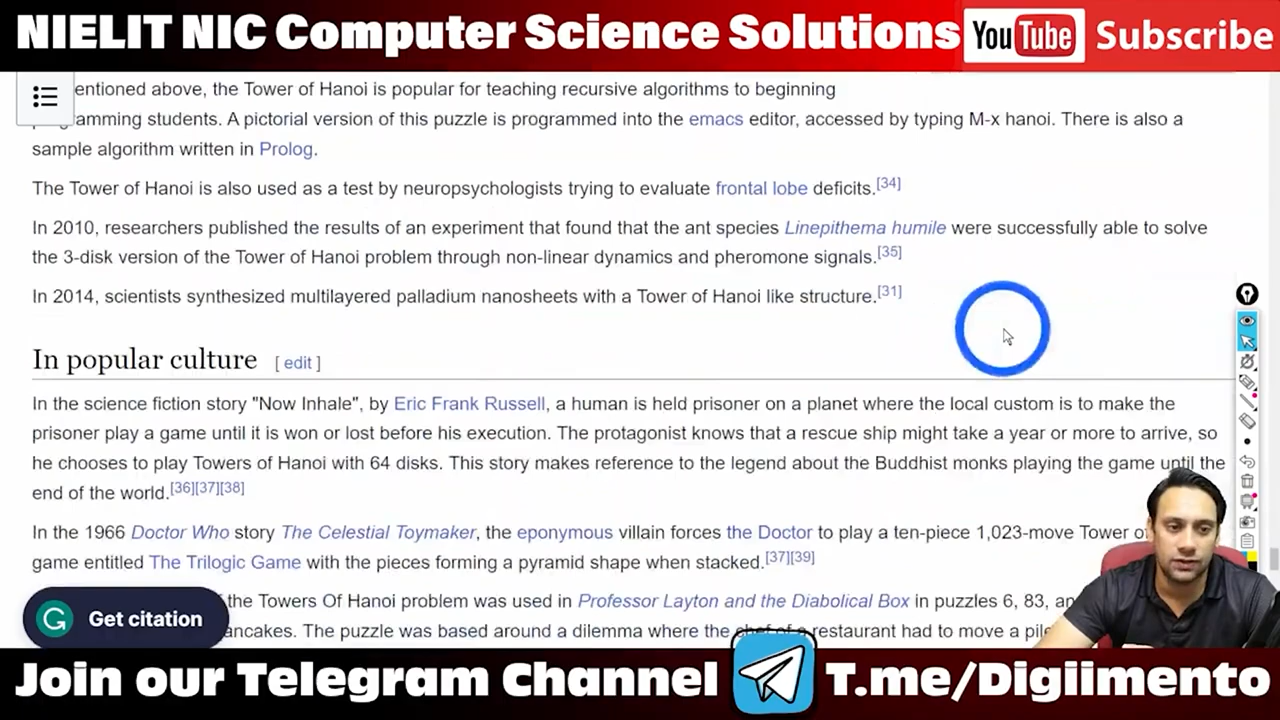 NIELIT NIC Computer Science Solutions YouTube Subscribe
entioned above, the Tower of Hanoi is popular for teaching recursive algorithms to beginning
programming students. A pictorial version of this puzzle is programmed into the emacs editor, accessed by typing M-x hanoi. There is also a
sample algorithm written in Prolog.
The Tower of Hanoi is also used as a test by neuropsychologists trying to evaluate frontal lobe deficits.[34]
In 2010, researchers published the results of an experiment that found that the ant species Linepithema humile were successfully able to solve
the 3-disk version of the Tower of Hanoi problem through non-linear dynamics and pheromone signals.[35]
In 2014, scientists synthesized multilayered palladium nanosheets with a Tower of Hanoi like structure.[31]
In popular culture [ edit ]
In the science fiction story "Now Inhale", by Eric Frank Russell, a human is held prisoner on a planet where the local custom is to make the
prisoner play a game until it is won or lost before his execution. The protagonist knows that a rescue ship might take a year or more to arrive, so
he chooses to play Towers of Hanoi with 64 disks. This story makes reference to the legend about the Buddhist monks playing the game until the
end of the world.[36][37][38]
In the 1966 Doctor Who story The Celestial Toymaker, the eponymous villain forces the Doctor to play a ten-piece 1,023-move Tower of
game entitled The Trilogic Game with the pieces forming a pyramid shape when stacked.[37][39]
the Towers Of Hanoi problem was used in Professor Layton and the Diabolical Box in puzzles 6, 83, an
Get citation
ancakes. The puzzle was based around a dilemma where the chef of a restaurant had to move a pile
Join our Telegram Channel T.me/Digiimento